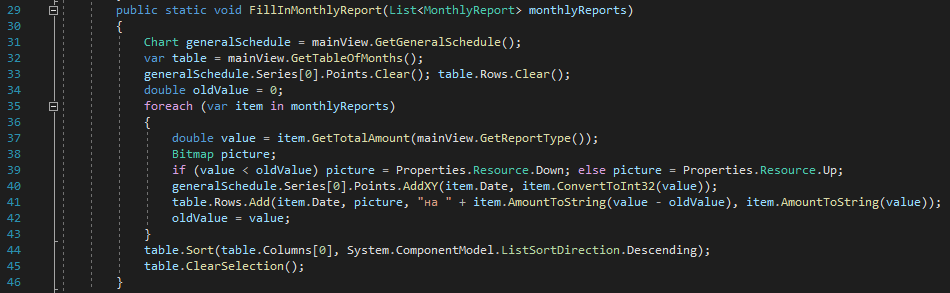 29 public static void FillInMonthlyReport(List<MonthlyReport> monthlyReports)
30 {
31 Chart generalSchedule = mainView.GetGeneralSchedule();
32 var table = mainView.GetTableOfMonths();
33 generalSchedule.Series[0].Points.Clear(); table.Rows.Clear();
34 double oldValue = 0;
35 foreach (var item in monthlyReports)
36 {
37 double value = item.GetTotalAmount(mainView.GetReportType());
38 Bitmap picture;
39 if (value < oldValue) picture = Properties.Resource.Down; else picture = Properties.Resource.Up;
40 generalSchedule.Series[0].Points.AddXY(item.Date, item.ConvertToInt32(value));
41 table.Rows.Add(item.Date, picture, "на " + item.AmountToString(value - oldValue), item.AmountToString(value));
42 oldValue = value;
43 }
44 table.Sort(table.Columns[0], System.ComponentModel.ListSortDirection.Descending);
45 table.ClearSelection();
46 }